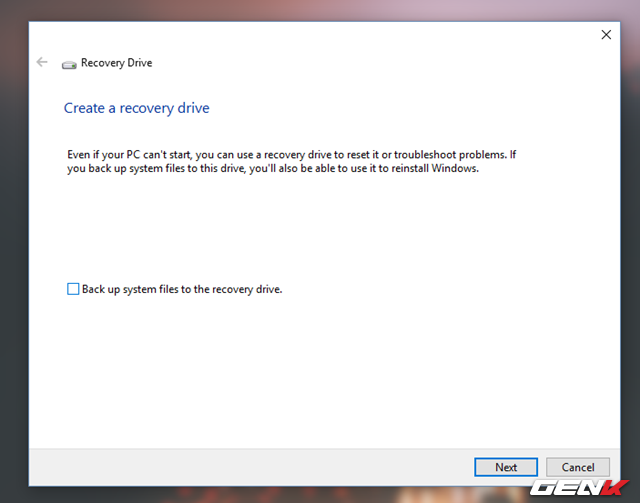 Recovery Drive
Create a recovery drive
Even if your PC can't start, you can use a recovery drive to reset it or troubleshoot problems. If
you back up system files to this drive, you'll also be able to use it to reinstall Windows.
Back up system files to the recovery drive.
Next
Cancel
GENK